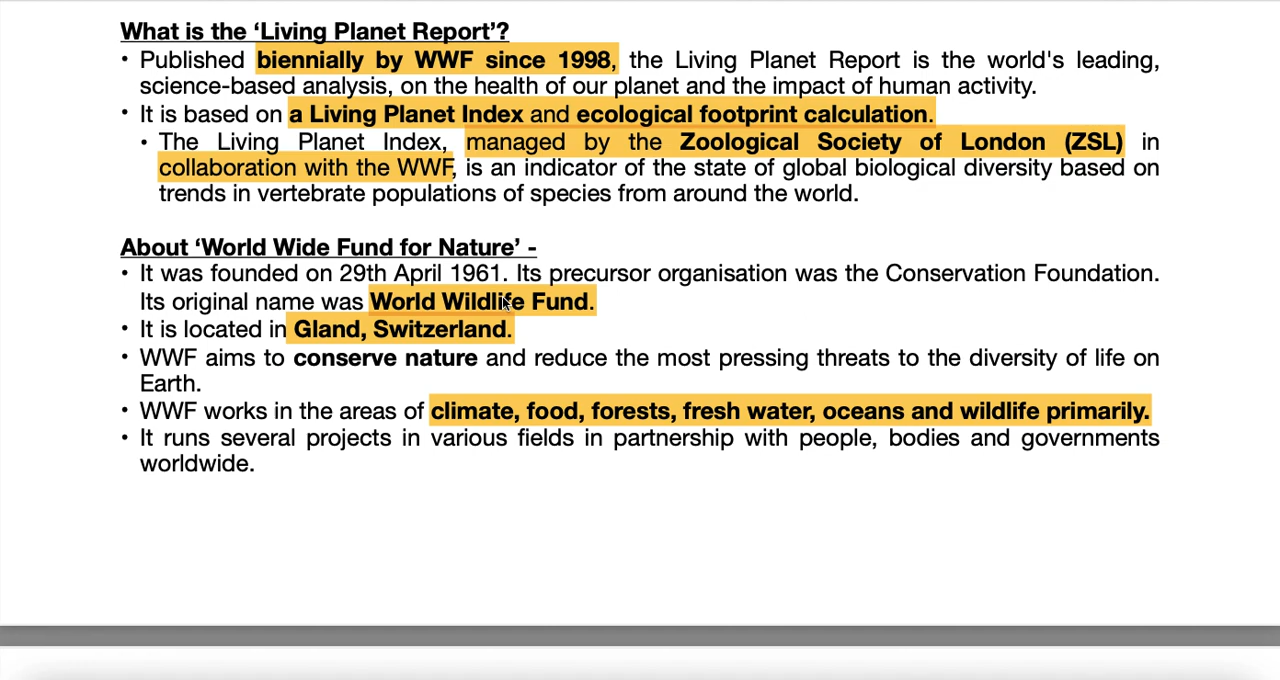 What is the ‘Living Planet Report’?
• Published biennially by WWF since 1998, the Living Planet Report is the world's leading,
science-based analysis, on the health of our planet and the impact of human activity.
• It is based on a Living Planet Index and ecological footprint calculation.
• The Living Planet Index, managed by the Zoological Society of London (ZSL) in
collaboration with the WWF, is an indicator of the state of global biological diversity based on
trends in vertebrate populations of species from around the world.
About ‘World Wide Fund for Nature’ -
• It was founded on 29th April 1961. Its precursor organisation was the Conservation Foundation.
Its original name was World Wildlife Fund.
• It is located in Gland, Switzerland.
• WWF aims to conserve nature and reduce the most pressing threats to the diversity of life on
Earth.
• WWF works in the areas of climate, food, forests, fresh water, oceans and wildlife primarily.
• It runs several projects in various fields in partnership with people, bodies and governments
worldwide.